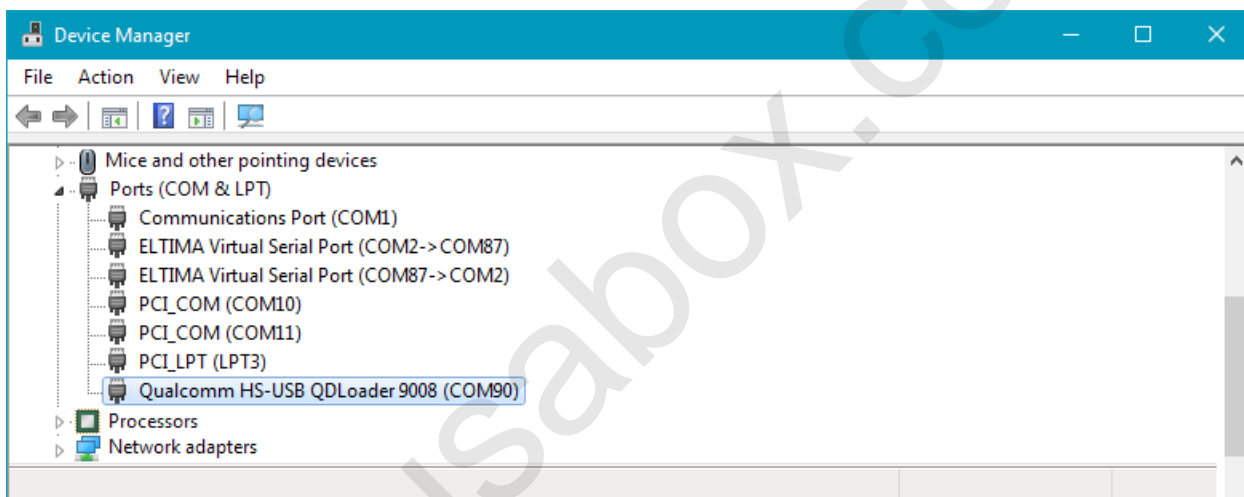 Device Manager
File Action View Help
Mice and other pointing devices
Ports (COM & LPT)
Communications Port (COM1)
ELTIMA Virtual Serial Port (COM2->COM87)
ELTIMA Virtual Serial Port (COM87->COM2)
PCI_COM (COM10)
PCI_COM (COM11)
PCI_LPT (LPT3)
Qualcomm HS-USB QDLoader 9008 (COM90)
Processors
Network adapters